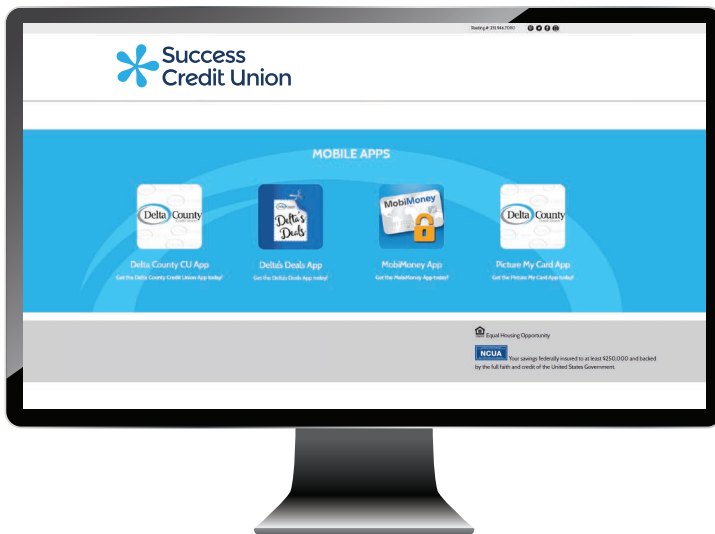 Success
Credit Union
MOBILE APPS
Delta County
Delta's
Deals
MobiMoney
Delta County
Delta County CU App
Delta's Deals App
MobiMoney App
Picture My Card App
Get the Delta County Credit Union App today!
Get the Delta's Deals App today!
Get the MobiMoney App today!
Get the Picture My Card App today!
Equal Housing Opportunity
NCUA Your savings federally insured to at least $250,000 and backed
by the full faith and credit of the United States Government.